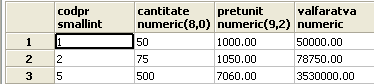 codpr cantitate pretunit valfaratva
smallint numeric(8,0) numeric(9,2) numeric
1 1 50 1000.00 50000.00
2 2 75 1050.00 78750.00
3 5 500 7060.00 3530000.00